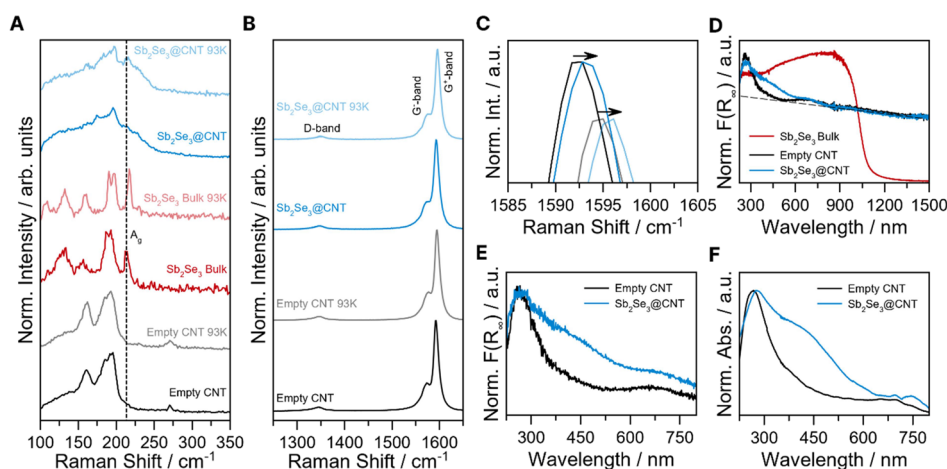 A
Norm. Intensity / arb. units
Sb₂Se₃@CNT 93K
Sb₂Se₃@CNT
Sb₂Se₃ Bulk 93K
A_g
Sb₂Se₃ Bulk
Empty CNT 93K
Empty CNT
100 150 200 250 300 350
Raman Shift / cm⁻¹
B
Norm. Intensity / arb. units
G⁻-band
G⁺-band
Sb₂Se₃@CNT 93K
D-band
Sb₂Se₃@CNT
Empty CNT 93K
Empty CNT
1300 1400 1500 1600
Raman Shift / cm⁻¹
C
Norm. Int. / a.u.
1585 1590 1595 1600 1605
Raman Shift / cm⁻¹
D
Norm. F(R∞) / a.u.
Sb₂Se₃ Bulk
Empty CNT
Sb₂Se₃@CNT
300 600 900 1200 1500
Wavelength / nm
E
Norm. F(R∞) / a.u.
Empty CNT
Sb₂Se₃@CNT
300 450 600 750
Wavelength / nm
F
Norm. Abs. / a.u.
Empty CNT
Sb₂Se₃@CNT
300 450 600 750
Wavelength / nm